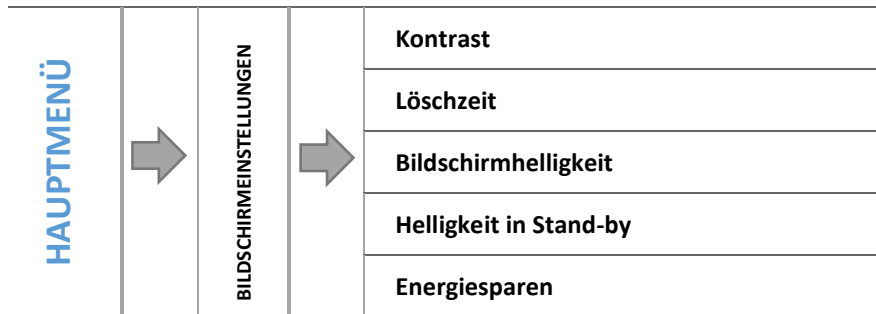 HAUPTMENÜ
BILDSCHIRMEINSTELLUNGEN
Kontrast
Löschzeit
Bildschirmhelligkeit
Helligkeit in Stand-by
Energiesparen